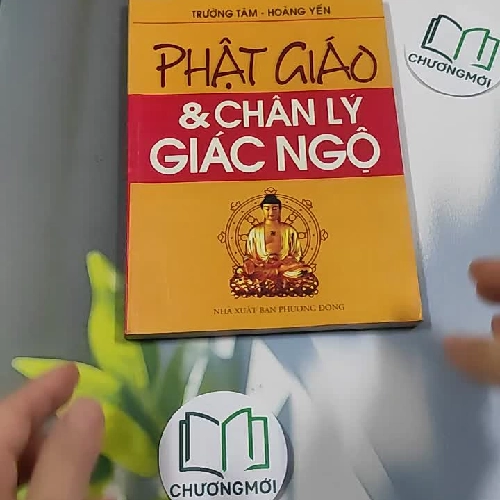 TRƯỜNG TÂM - HOÀNG YẾN
PHẬT GIÁO
& CHÂN LÝ
GIÁC NGỘ
NHÀ XUẤT BẢN PHƯƠNG ĐÔNG
CHƯƠNGMỚI
CHƯƠNGMỚI